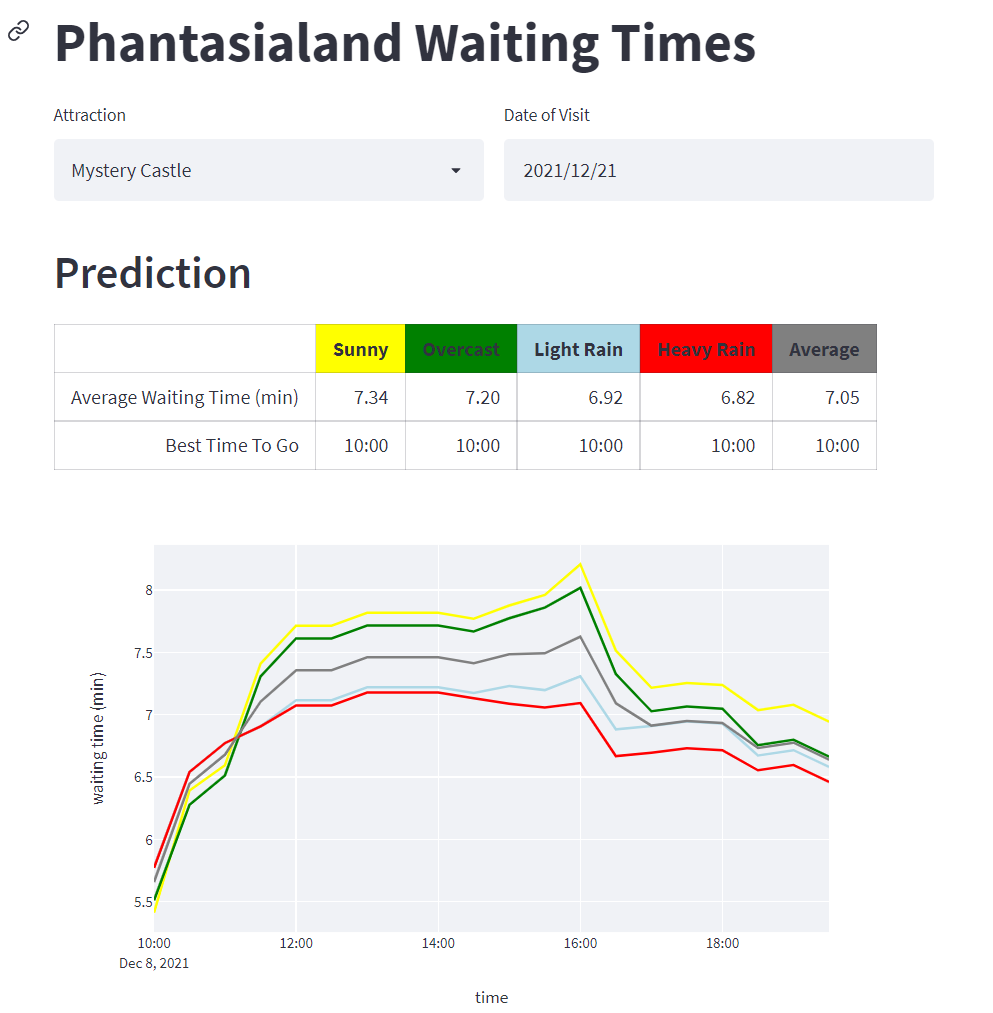 Phantasialand Waiting Times
Attraction
Date of Visit
Mystery Castle
2021/12/21
Prediction
Sunny Overcast Light Rain Heavy Rain Average
Average Waiting Time (min) 7.34 7.20 6.92 6.82 7.05
Best Time To Go 10:00 10:00 10:00 10:00 10:00
8
7.5
7
6.5
6
5.5
waiting time (min)
10:00 12:00 14:00 16:00 18:00
Dec 8, 2021
time